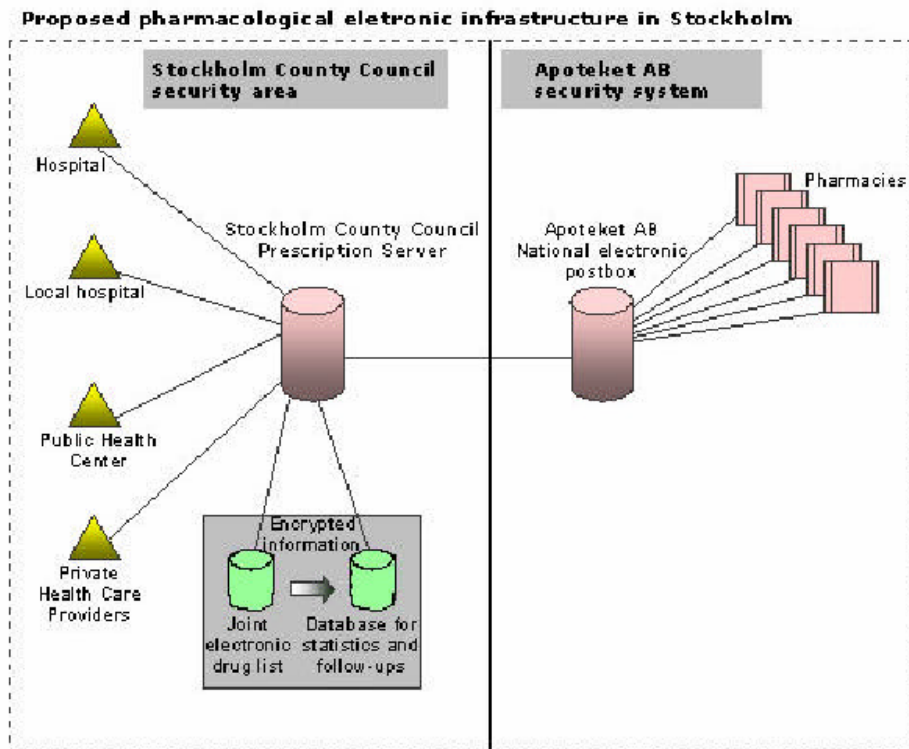 Proposed pharmacological eletronic infrastructure in Stockholm
Stockholm County Council
security area
Apoteket AB
security system
Hospital
Pharmacies
Stockholm County Council
Prescription Server
Apoteket AB
National electronic
postbox
Local hospital
Public Health
Center
Encrypted
information
Private
Health Care
Providers
Joint
electronic
drug list
Database for
statistics and
follow-ups